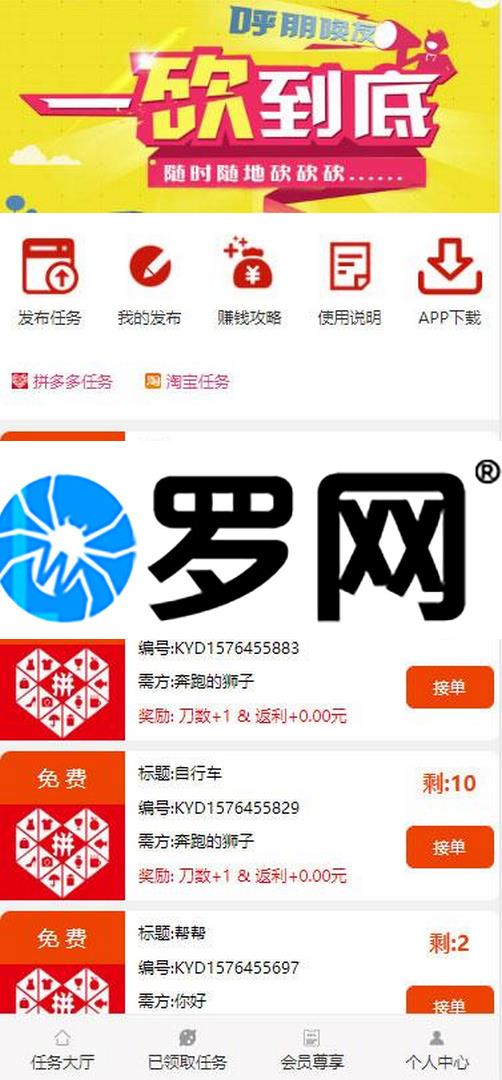 呼朋唤友
一砍到底
随时随地砍砍砍......
发布任务 我的发布 赚钱攻略 使用说明 APP下载
拼多多任务 淘宝任务
罗网®
编号:KYD1576455883
需方:奔跑的狮子
接单
奖励: 刀数+1 & 返利+0.00元
拼
免费
标题:自行车
剩:10
编号:KYD1576455829
需方:奔跑的狮子
接单
奖励: 刀数+1 & 返利+0.00元
拼
免费
标题:帮帮
剩:2
编号:KYD1576455697
需方:你好
接单
拼
任务大厅 已领取任务 会员尊享 个人中心